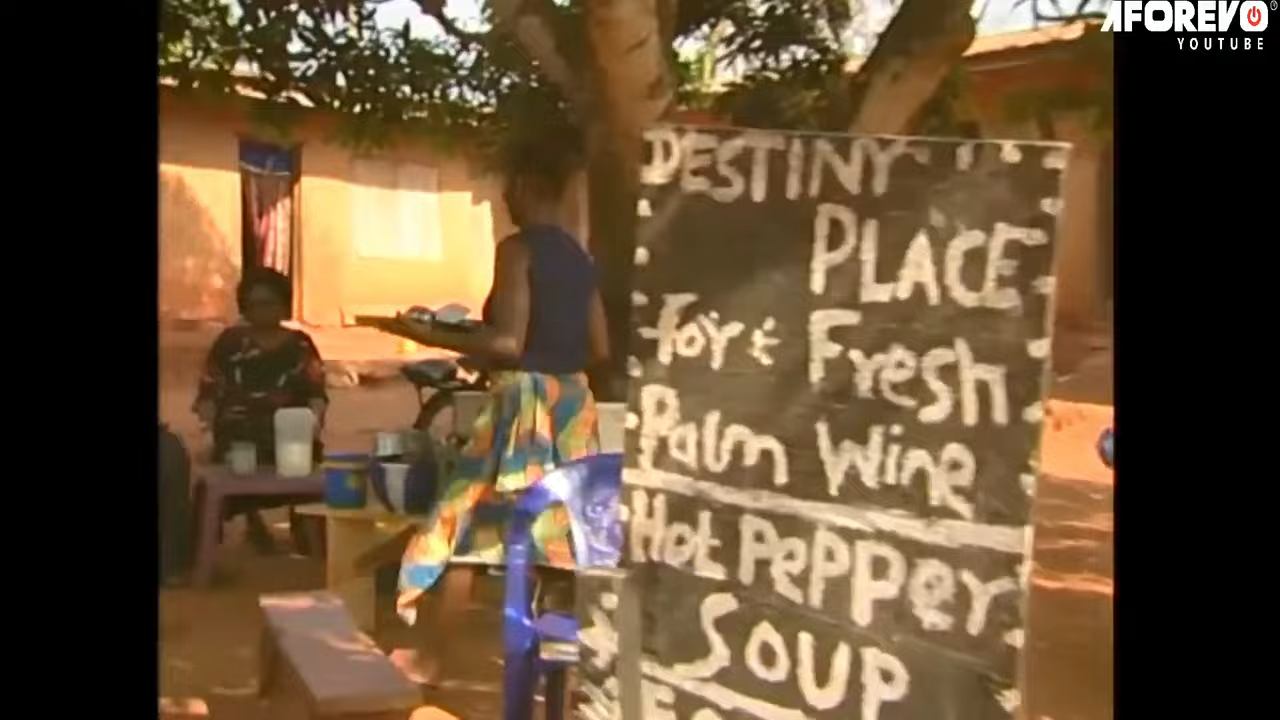 AFOREVO
YOUTUBE
DESTINY
PLACE
for : Fresh
Palm Wine
Hot PePPer
SOUP